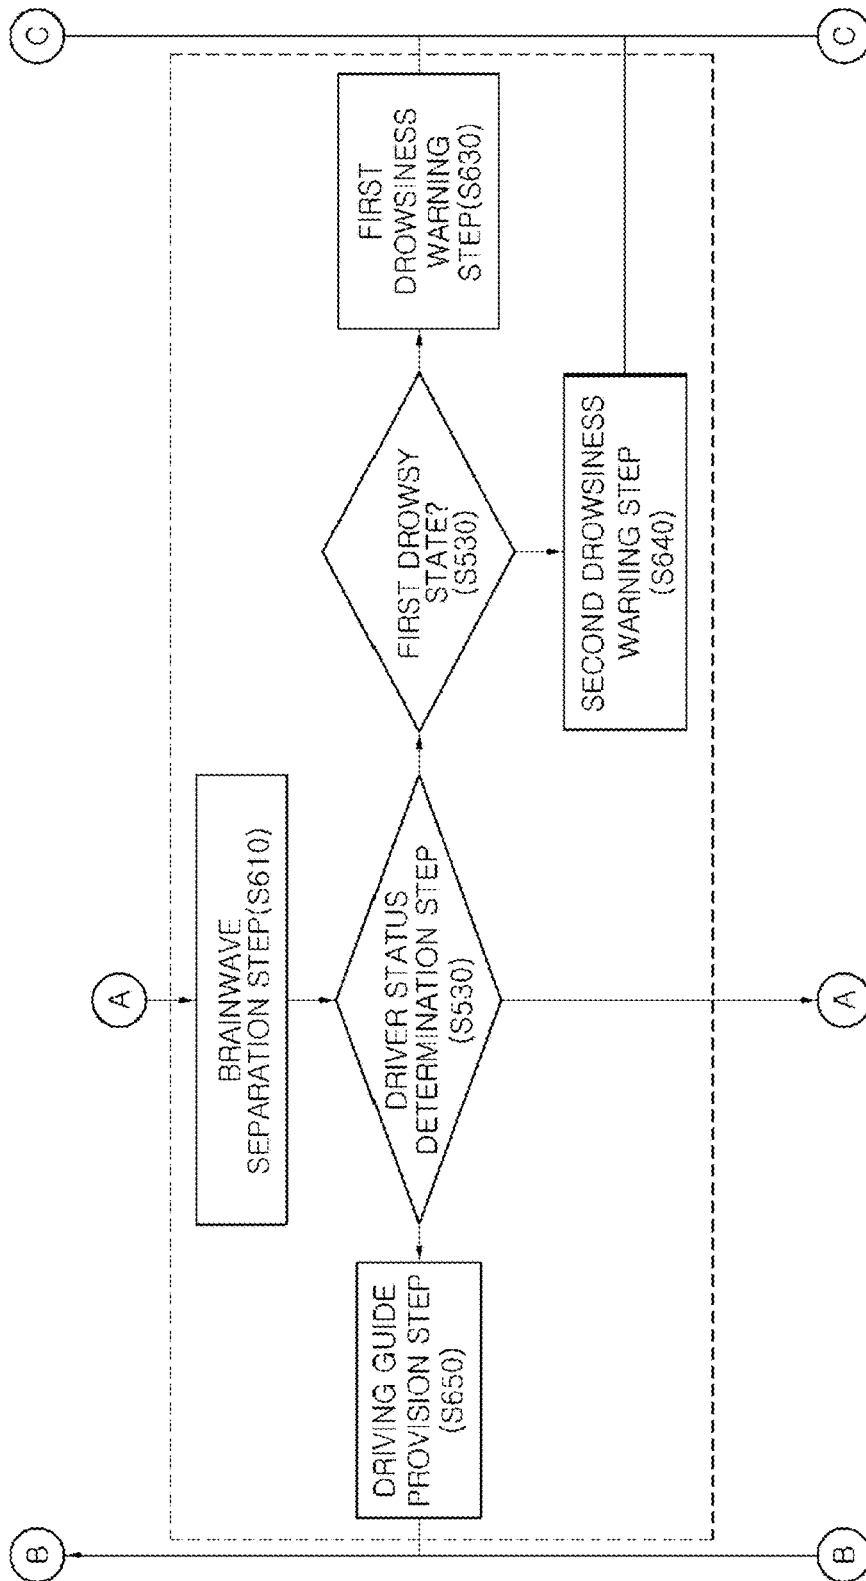 B
C
A
BRAINWAVE
SEPARATION STEP(S610)
DRIVING GUIDE
PROVISION STEP
(S650)
DRIVER STATUS
DETERMINATION STEP
(S530)
FIRST DROWSY
STATE?
(S530)
FIRST
DROWSINESS
WARNING
STEP(S630)
SECOND DROWSINESS
WARNING STEP
(S640)
B
A
C